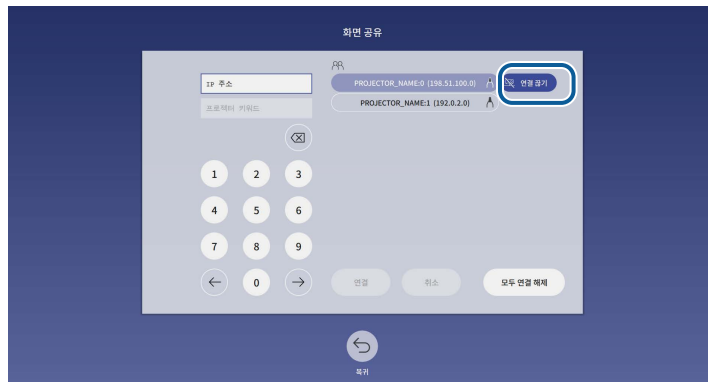 화면 공유
IP 주소
프로젝터 키워드
PROJECTOR_NAME:0 (198.51.100.0)
연결 끊기
PROJECTOR_NAME:1 (192.0.2.0)
1 2 3
4 5 6
7 8 9
0
연결
취소
모두 연결 해제
복귀